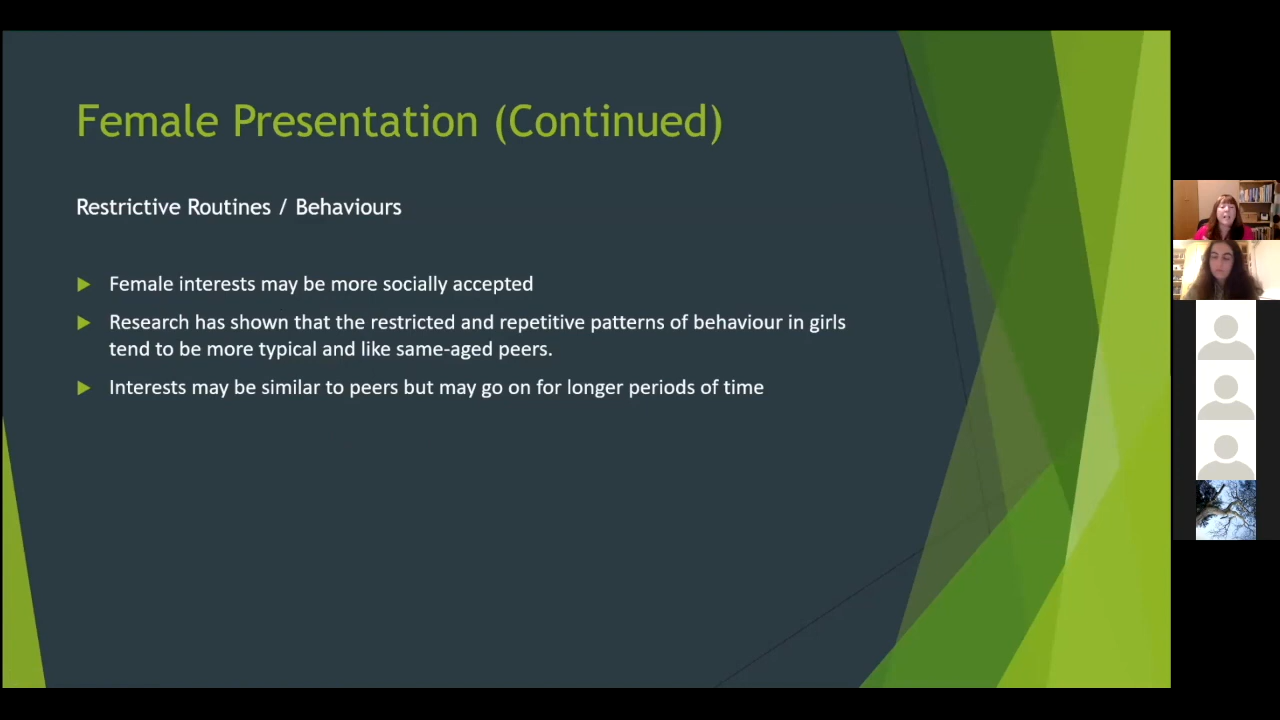 Female Presentation (Continued)
Restrictive Routines / Behaviours
Female interests may be more socially accepted
Research has shown that the restricted and repetitive patterns of behaviour in girls
tend to be more typical and like same-aged peers.
Interests may be similar to peers but may go on for longer periods of time